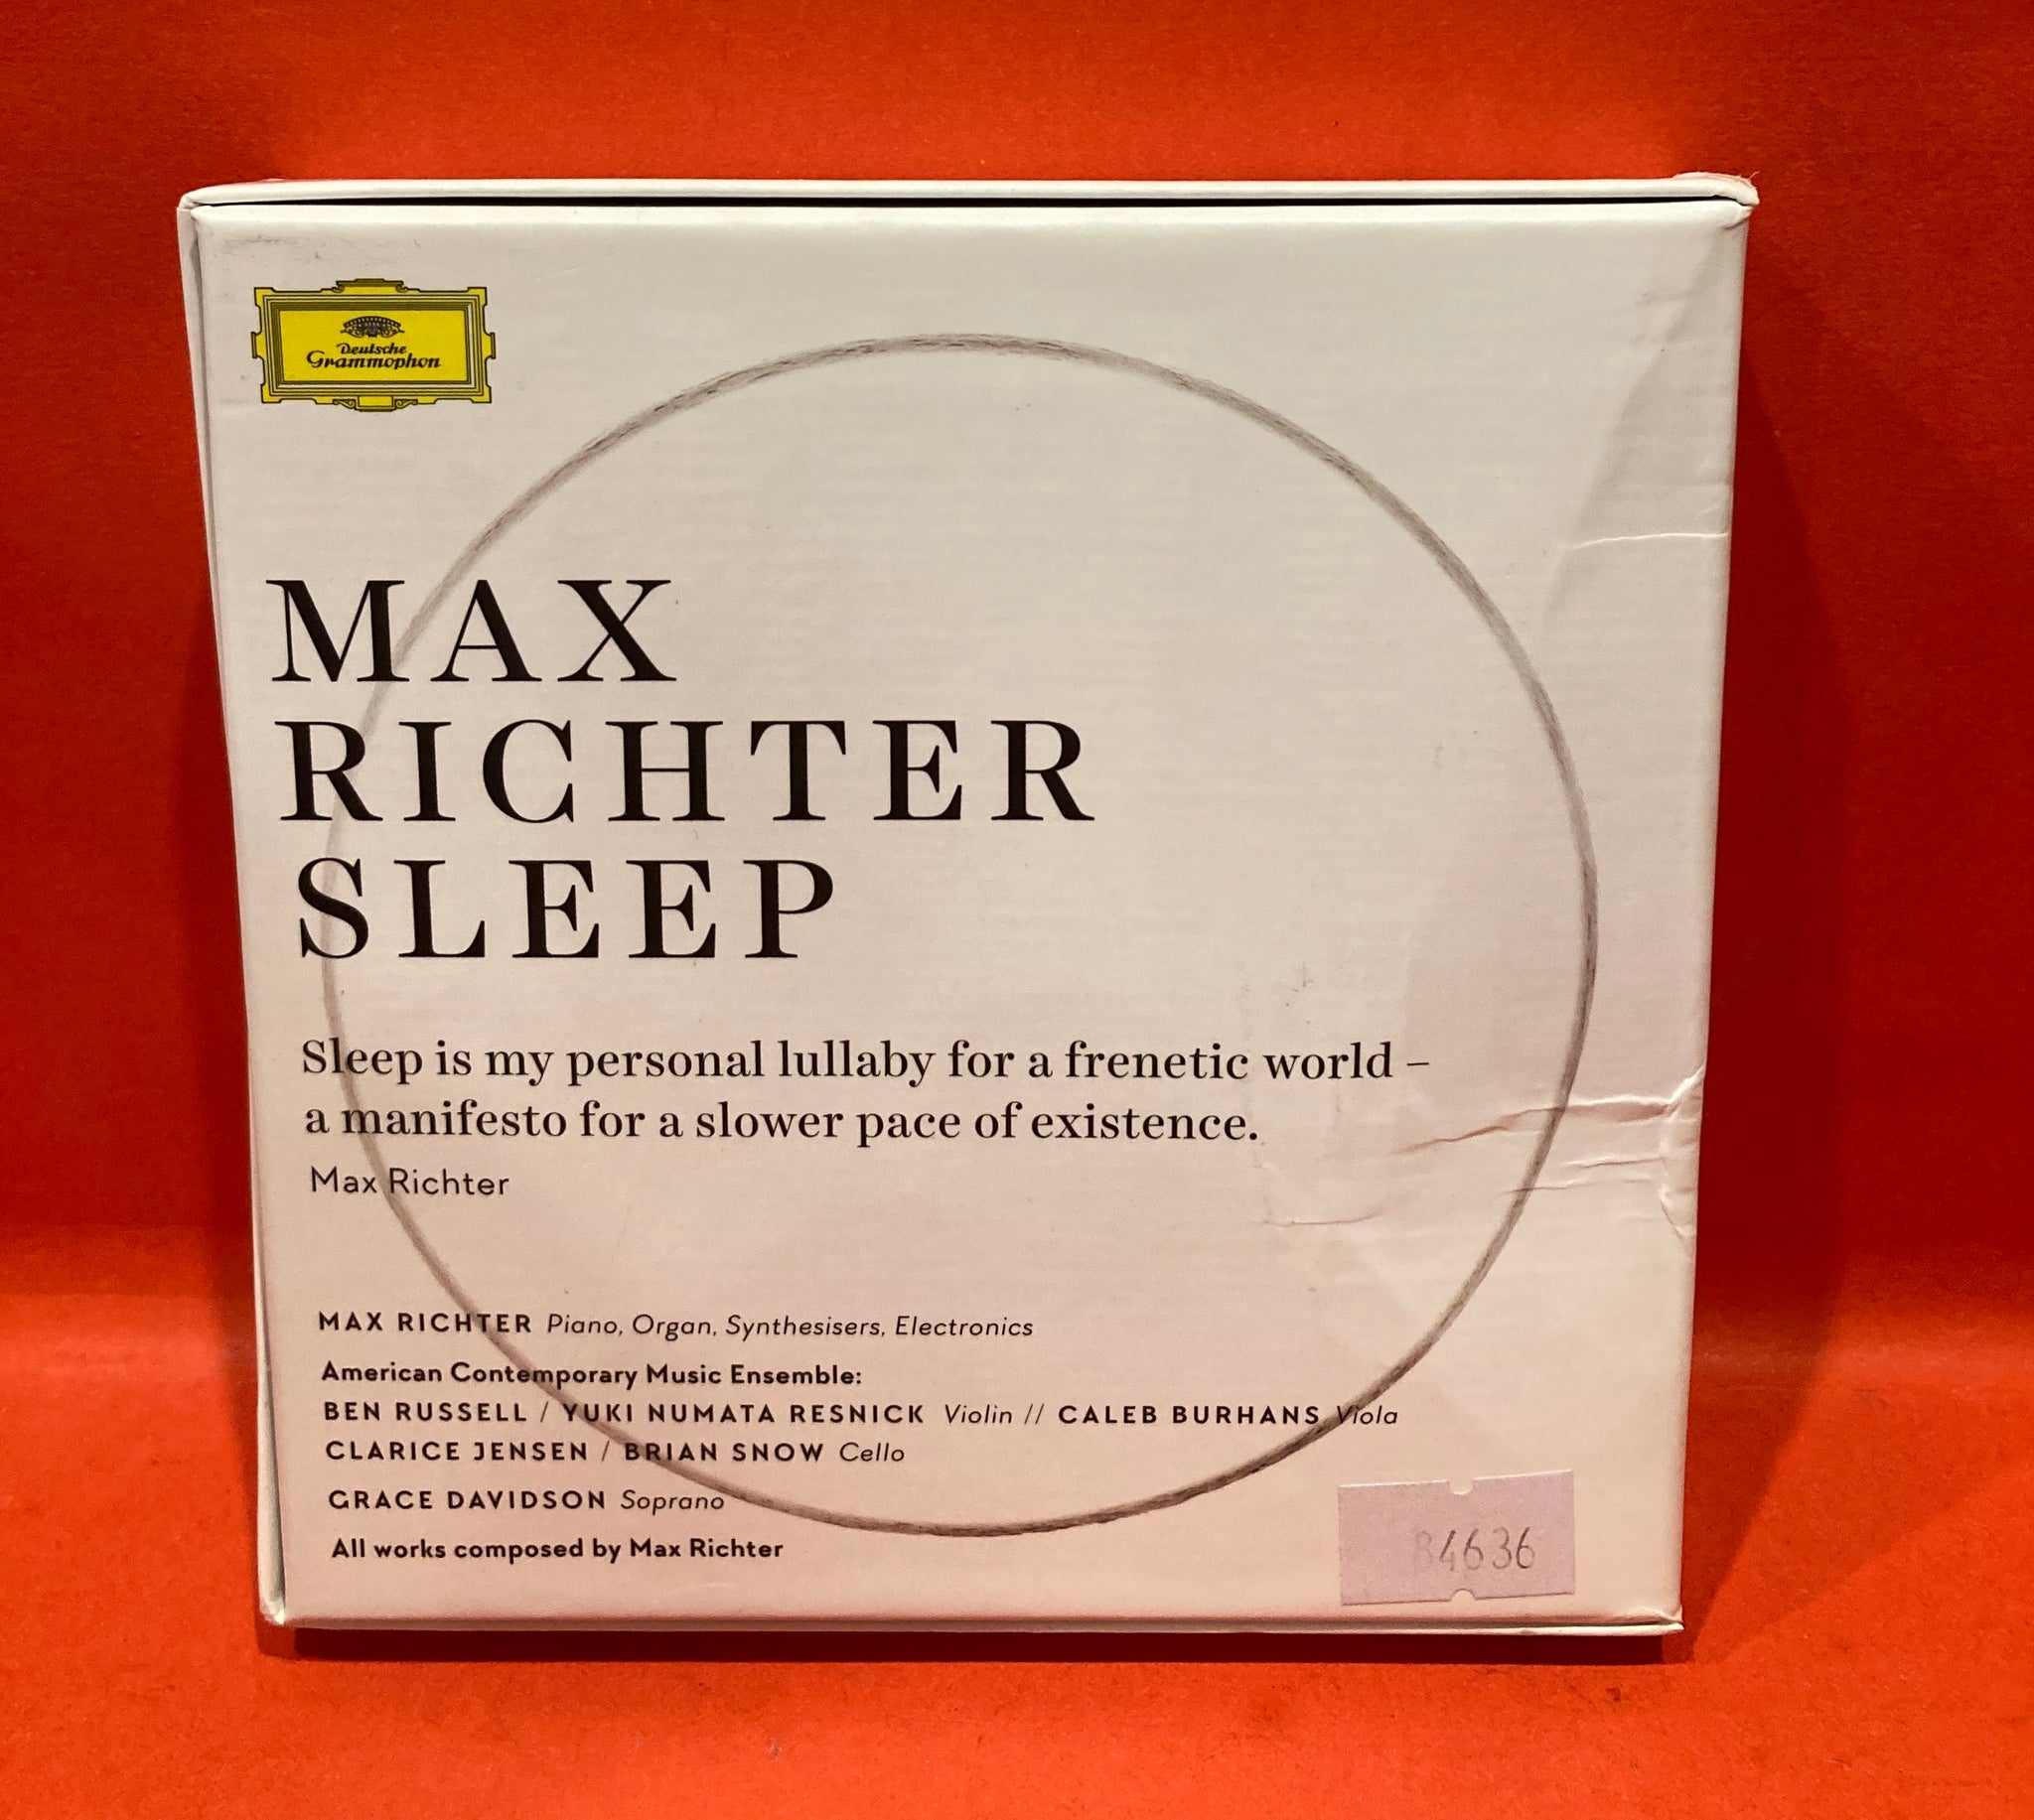 Deutsche
Grammophon
MAX
RICHTER
SLEEP
Sleep is my personal lullaby for a frenetic world –
a manifesto for a slower pace of existence.
Max Richter
MAX RICHTER Piano, Organ, Synthesisers, Electronics
American Contemporary Music Ensemble:
BEN RUSSELL / YUKI NUMATA RESNICK Violin // CALEB BURHANS Viola
CLARICE JENSEN / BRIAN SNOW Cello
GRACE DAVIDSON Soprano
All works composed by Max Richter
84636